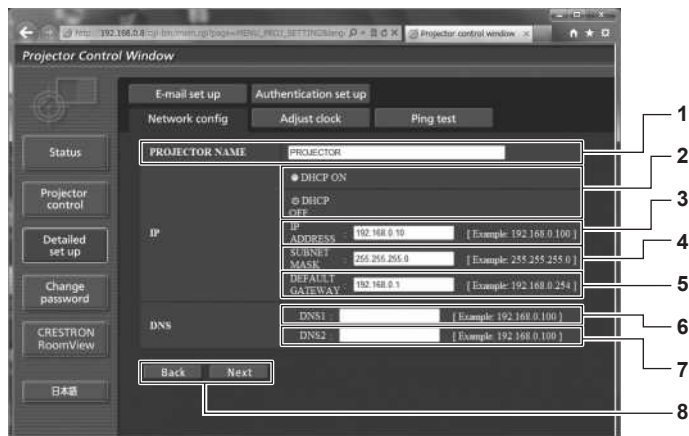 Projector control window
Projector Control Window
E-mail set up Authentication set up
Network config Adjust clock Ping test
Status
Projector control
Detailed set up
Change password
CRESTRON RoomView
日本語
PROJECTOR NAME PROJECTOR
DHCP ON
DHCP OFF
IP
IP ADDRESS : 192.168.0.10 [ Example: 192.168.0.100 ]
SUBNET MASK : 255.255.255.0 [ Example: 255.255.255.0 ]
DEFAULT GATEWAY : 192.168.0.1 [ Example: 192.168.0.254 ]
DNS
DNS1 : [ Example: 192.168.0.100 ]
DNS2 : [ Example: 192.168.0.100 ]
Back Next
1
2
3
4
5
6
7
8